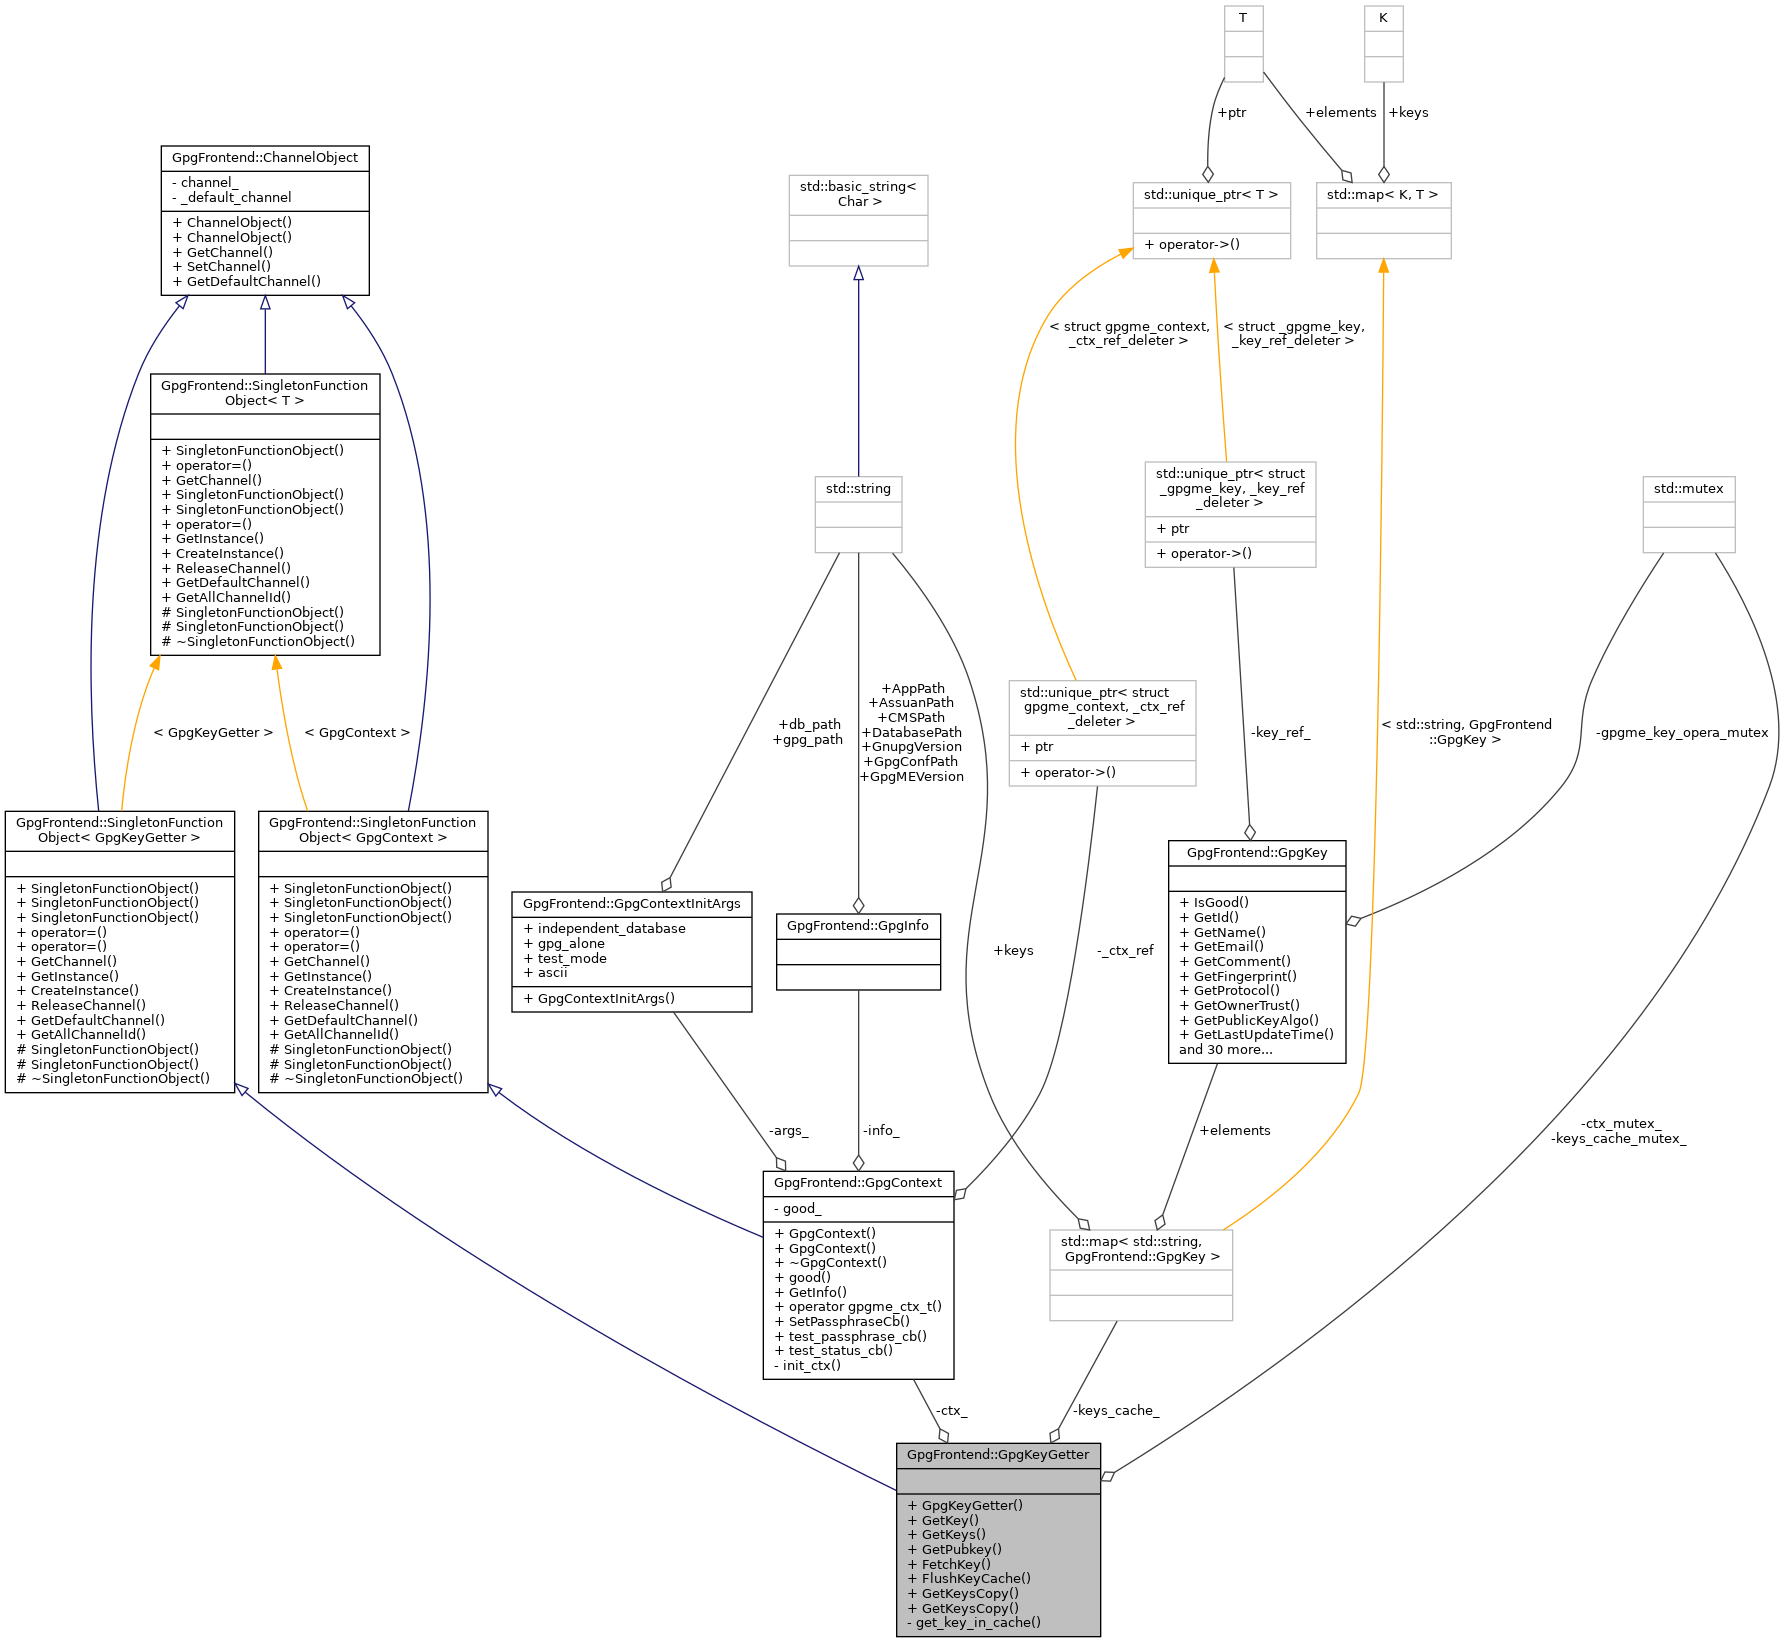 T
K
+ptr
+elements
+keys
GpgFrontend::ChannelObject
- channel_
- _default_channel
+ ChannelObject()
+ ChannelObject()
+ GetChannel()
+ SetChannel()
+ GetDefaultChannel()
std::basic_string<
Char >
std::unique_ptr< T >
+ operator->()
std::map< K, T >
< struct gpgme_context,
_ctx_ref_deleter >
< struct _gpgme_key,
_key_ref_deleter >
GpgFrontend::SingletonFunction
Object< T >
+ SingletonFunctionObject()
+ operator=()
+ GetChannel()
+ SingletonFunctionObject()
+ SingletonFunctionObject()
+ operator=()
+ GetInstance()
+ CreateInstance()
+ ReleaseChannel()
+ GetDefaultChannel()
+ GetAllChannelId()
# SingletonFunctionObject()
# SingletonFunctionObject()
# ~SingletonFunctionObject()
std::string
std::unique_ptr< struct
_gpgme_key, _key_ref
_deleter >
+ ptr
+ operator->()
std::mutex
< GpgKeyGetter >
< GpgContext >
+db_path
+gpg_path
+AppPath
+AssuanPath
+CMSPath
+DatabasePath
+GnupgVersion
+GpgConfPath
+GpgMEVersion
std::unique_ptr< struct
gpgme_context, _ctx_ref
_deleter >
+ ptr
+ operator->()
-key_ref_
< std::string, GpgFrontend
::GpgKey >
-gpgme_key_opera_mutex
GpgFrontend::SingletonFunction
Object< GpgKeyGetter >
+ SingletonFunctionObject()
+ SingletonFunctionObject()
+ SingletonFunctionObject()
+ operator=()
+ operator=()
+ GetChannel()
+ GetInstance()
+ CreateInstance()
+ ReleaseChannel()
+ GetDefaultChannel()
+ GetAllChannelId()
# SingletonFunctionObject()
# SingletonFunctionObject()
# ~SingletonFunctionObject()
GpgFrontend::SingletonFunction
Object< GpgContext >
+ SingletonFunctionObject()
+ SingletonFunctionObject()
+ SingletonFunctionObject()
+ operator=()
+ operator=()
+ GetChannel()
+ GetInstance()
+ CreateInstance()
+ ReleaseChannel()
+ GetDefaultChannel()
+ GetAllChannelId()
# SingletonFunctionObject()
# SingletonFunctionObject()
# ~SingletonFunctionObject()
GpgFrontend::GpgContextInitArgs
+ independent_database
+ gpg_alone
+ test_mode
+ ascii
+ GpgContextInitArgs()
GpgFrontend::GpgInfo
+keys
-_ctx_ref
GpgFrontend::GpgKey
+ IsGood()
+ GetId()
+ GetName()
+ GetEmail()
+ GetComment()
+ GetFingerprint()
+ GetProtocol()
+ GetOwnerTrust()
+ GetPublicKeyAlgo()
+ GetLastUpdateTime()
and 30 more...
-args_
-info_
+elements
-ctx_mutex_
-keys_cache_mutex_
GpgFrontend::GpgContext
- good_
+ GpgContext()
+ GpgContext()
+ ~GpgContext()
+ good()
+ GetInfo()
+ operator gpgme_ctx_t()
+ SetPassphraseCb()
+ test_passphrase_cb()
+ test_status_cb()
- init_ctx()
std::map< std::string,
GpgFrontend::GpgKey >
-ctx_
-keys_cache_
GpgFrontend::GpgKeyGetter
+ GpgKeyGetter()
+ GetKey()
+ GetKeys()
+ GetPubkey()
+ FetchKey()
+ FlushKeyCache()
+ GetKeysCopy()
+ GetKeysCopy()
- get_key_in_cache()